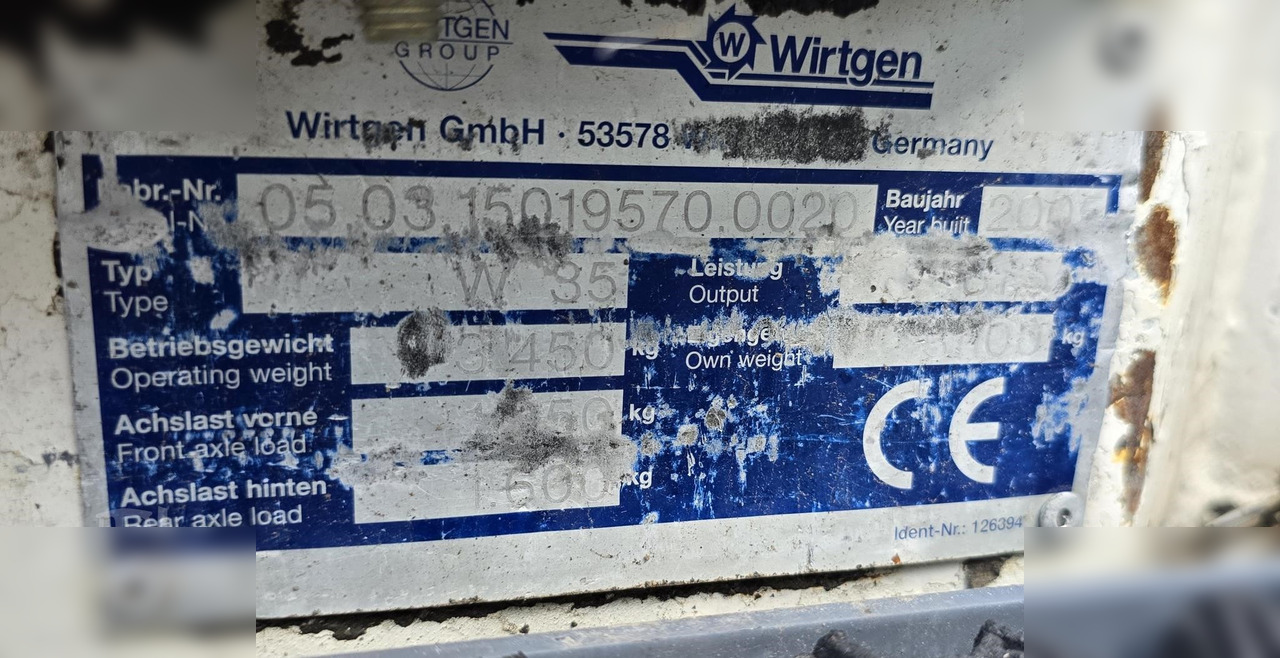 GROUP
W Wirtgen
Wirtgen GmbH · 53578 Germany
05.03.15019570.0020 Baujahr
Year built
Typ W 35 Leistung
Type Output
Betriebsgewicht 3450 kg
Operating weight Own weight kg
Achslast vorne kg
Front axle load
Achslast hinten kg
Rear axle load
CE
Ident-Nr.: 126394